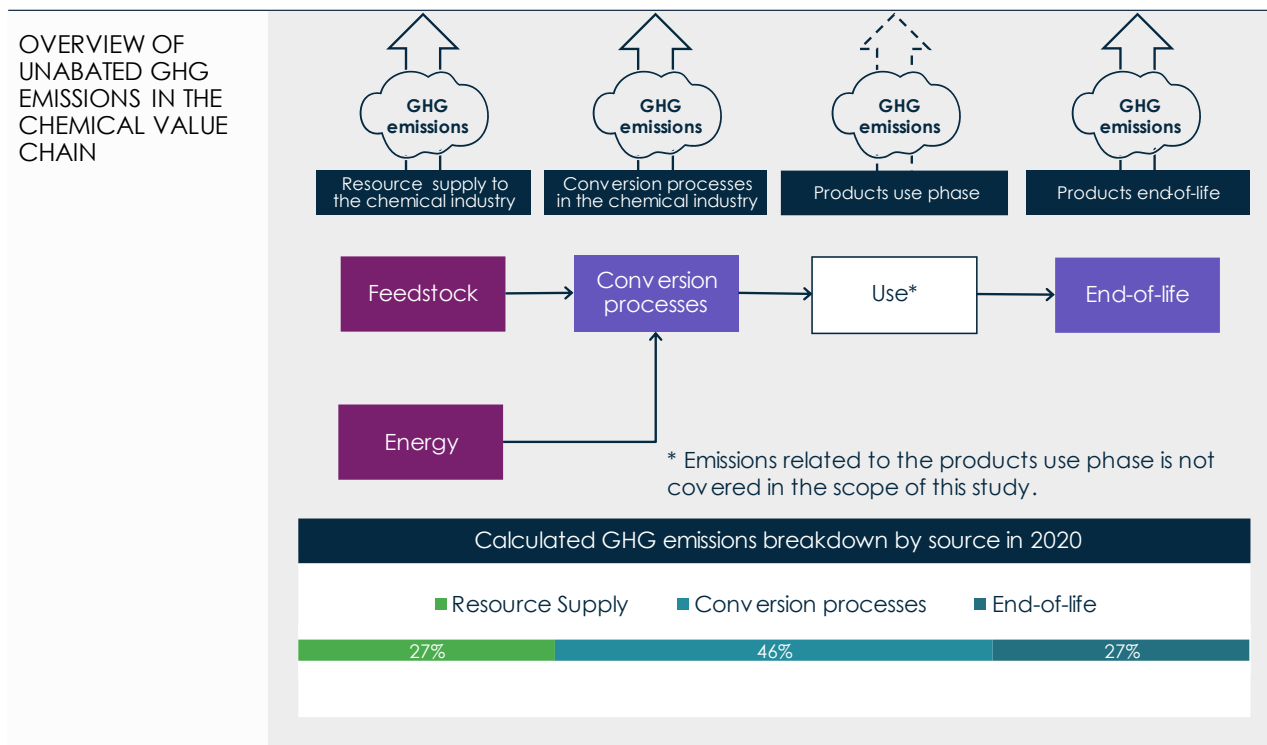 OVERVIEW OF
UNABATED GHG
EMISSIONS IN THE
CHEMICAL VALUE
CHAIN
GHG
emissions
GHG
emissions
GHG
emissions
GHG
emissions
Resource supply to
the chemical industry
Conversion processes
in the chemical industry
Products use phase
Products end-of-life
Feedstock
Conversion
processes
Use*
End-of-life
Energy
* Emissions related to the products use phase is not
covered in the scope of this study.
Calculated GHG emissions breakdown by source in 2020
Resource Supply
Conversion processes
End-of-life
27%
46%
27%